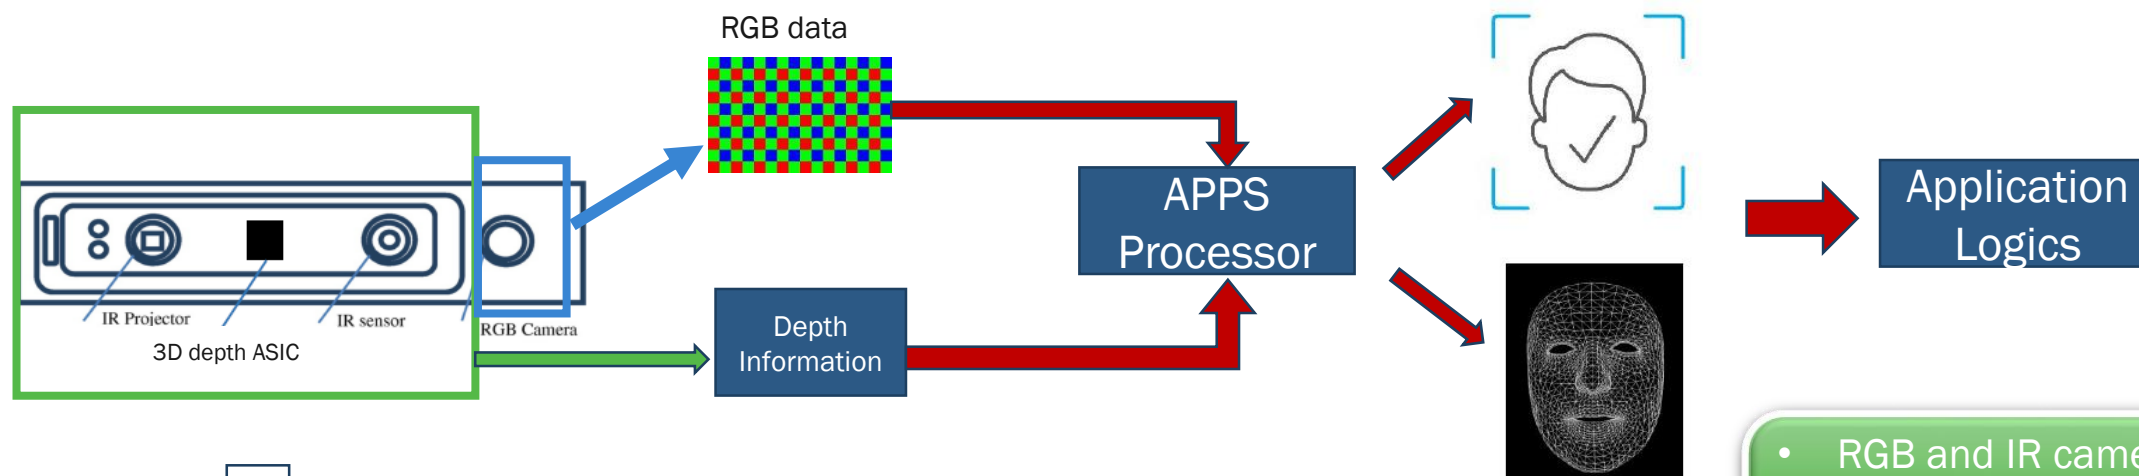 RGB data
IR Projector
3D depth ASIC
IR sensor
RGB Camera
Depth
Information
APPS
Processor
Application
Logics
• RGB and IR came